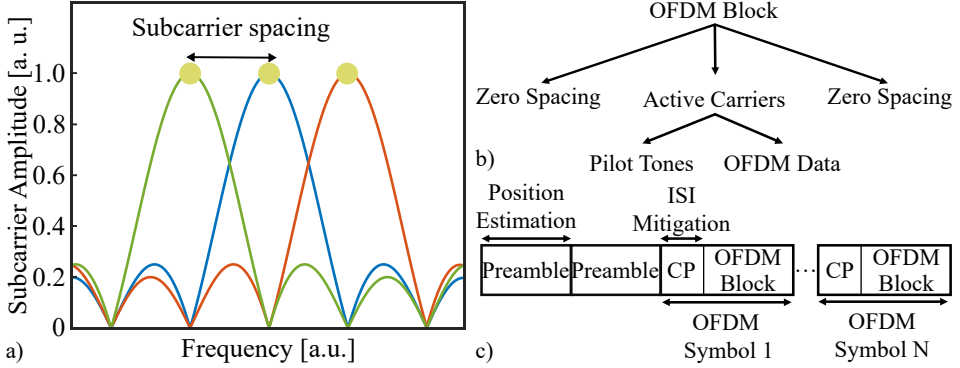 Subcarrier spacing
Subcarrier Amplitude [a. u.]
1.0
0.8
0.6
0.4
0.2
0
Frequency [a.u.]
a)
OFDM Block
Zero Spacing
Active Carriers
Zero Spacing
Pilot Tones
OFDM Data
b)
Position
Estimation
ISI
Mitigation
Preamble
Preamble
CP
OFDM
Block
...
CP
OFDM
Block
OFDM
Symbol 1
OFDM
Symbol N
c)